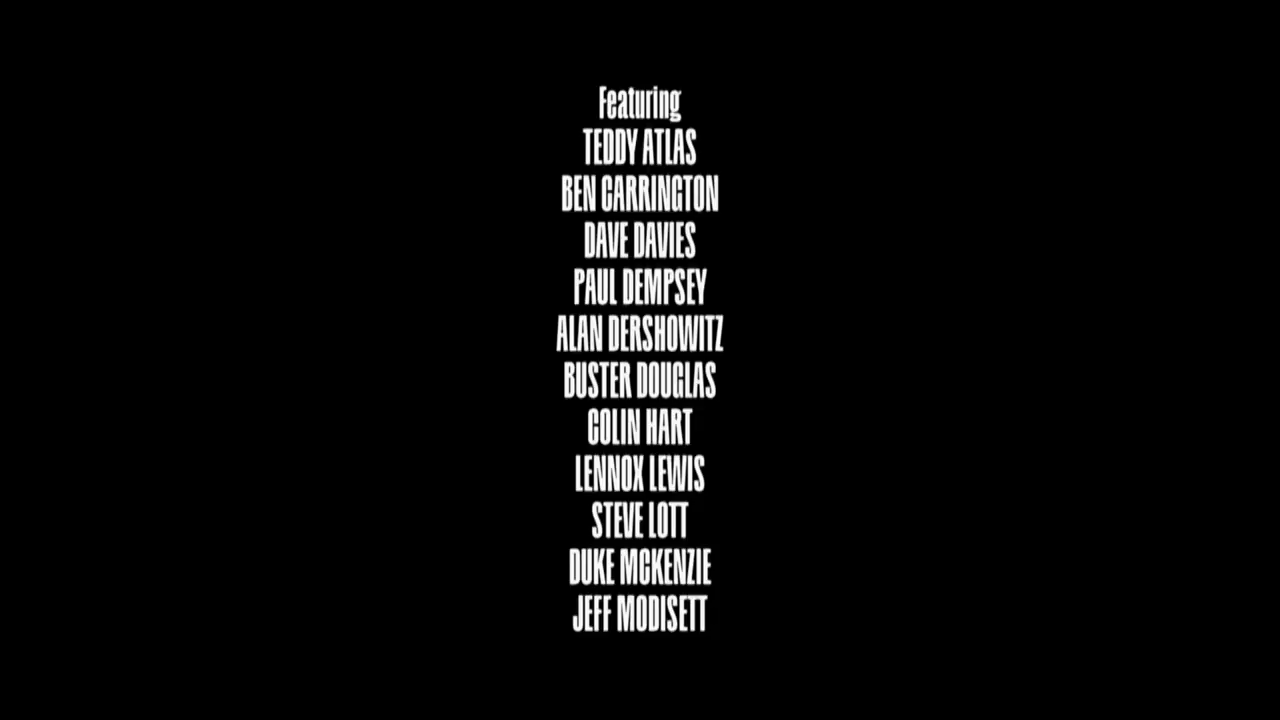 Featuring
TEDDY ATLAS
BEN CARRINGTON
DAVE DAVIES
PAUL DEMPSEY
ALAN DERSHOWITZ
BUSTER DOUGLAS
COLIN HART
LENNOX LEWIS
STEVE LOTT
DUKE MCKENZIE
JEFF MODISETT